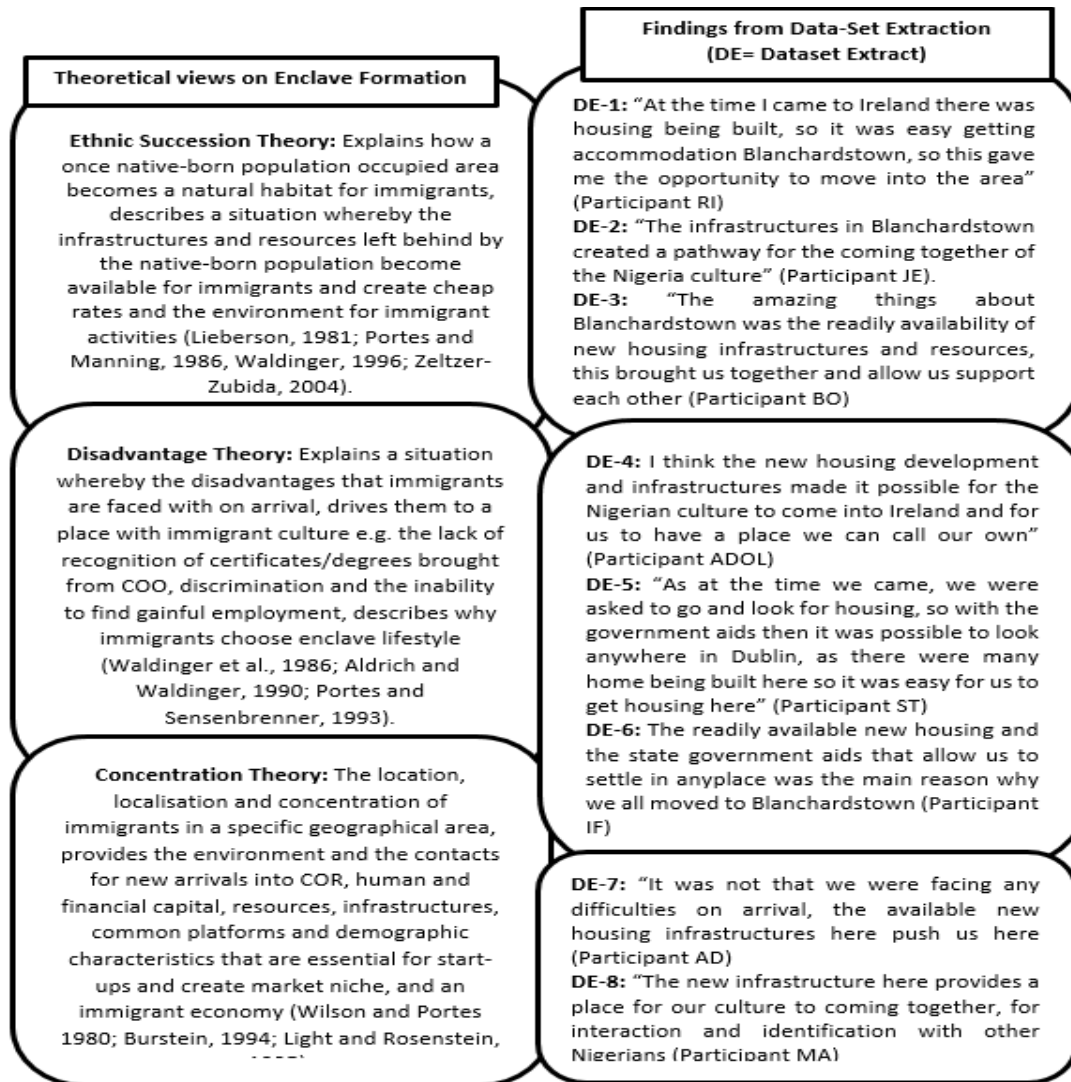 Theoretical views on Enclave Formation
Ethnic Succession Theory: Explains how a
once native-born population occupied area
becomes a natural habitat for immigrants,
describes a situation whereby the
infrastructures and resources left behind by
the native-born population become
available for immigrants and create cheap
rates and the environment for immigrant
activities (Lieberson, 1981; Portes and
Manning, 1986, Waldinger, 1996; Zeltzer-
Zubida, 2004).
Disadvantage Theory: Explains a situation
whereby the disadvantages that immigrants
are faced with on arrival, drives them to a
place with immigrant culture e.g. the lack of
recognition of certificates/degrees brought
from COO, discrimination and the inability
to find gainful employment, describes why
immigrants choose enclave lifestyle
(Waldinger et al., 1986; Aldrich and
Waldinger, 1990; Portes and
Sensenbrenner, 1993).
Concentration Theory: The location,
localisation and concentration of
immigrants in a specific geographical area,
provides the environment and the contacts
for new arrivals into COR, human and
financial capital, resources, infrastructures,
common platforms and demographic
characteristics that are essential for start-
ups and create market niche, and an
immigrant economy (Wilson and Portes
1980; Burstein, 1994; Light and Rosenstein,
Findings from Data-Set Extraction
(DE= Dataset Extract)
DE-1: "At the time I came to Ireland there was
housing being built, so it was easy getting
accommodation Blanchardstown, so this gave
me the opportunity to move into the area"
(Participant RI)
DE-2: "The infrastructures in Blanchardstown
created a pathway for the coming together of
the Nigeria culture" (Participant JE).
DE-3: "The amazing things about
Blanchardstown was the readily availability of
new housing infrastructures and resources,
this brought us together and allow us support
each other (Participant BO)
DE-4: I think the new housing development
and infrastructures made it possible for the
Nigerian culture to come into Ireland and for
us to have a place we can call our own"
(Participant ADOL)
DE-5: "As at the time we came, we were
asked to go and look for housing, so with the
government aids then it was possible to look
anywhere in Dublin, as there were many
home being built here so it was easy for us to
get housing here" (Participant ST)
DE-6: The readily available new housing and
the state government aids that allow us to
settle in anyplace was the main reason why
we all moved to Blanchardstown (Participant
IF)
DE-7: "It was not that we were facing any
difficulties on arrival, the available new
housing infrastructures here push us here
(Participant AD)
DE-8: "The new infrastructure here provides a
place for our culture to coming together, for
interaction and identification with other
Nigerians (Participant MA)